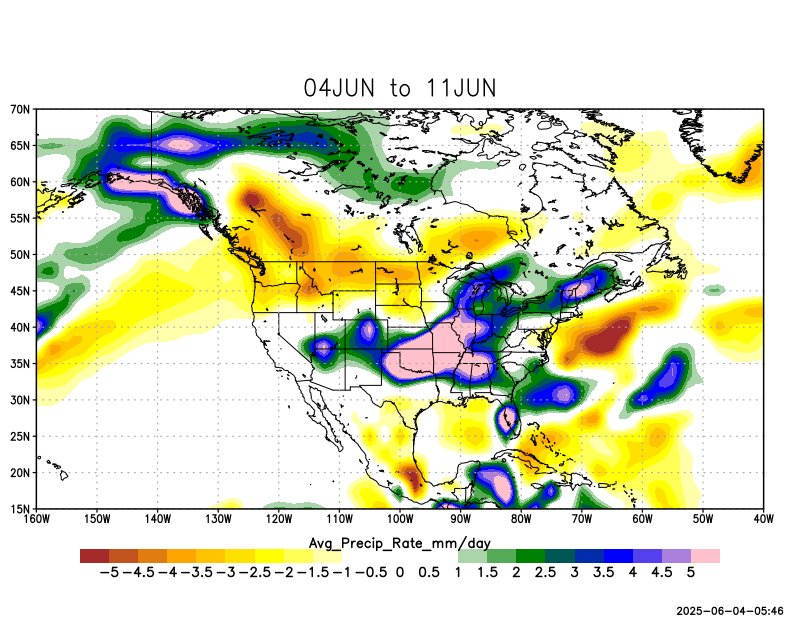 04JUN to 11JUN
70N
65N
60N
55N
50N
45N
40N
35N
30N
25N
20N
15N
160W 150W 140W 130W 120W 110W 100W 90W 80W 70W 60W 50W 40W
Avg_Precip_Rate_mm/day
-5 -4.5 -4 -3.5 -3 -2.5 -2 -1.5 -1 -0.5 0 0.5 1 1.5 2 2.5 3 3.5 4 4.5 5
2025-06-04-05:46